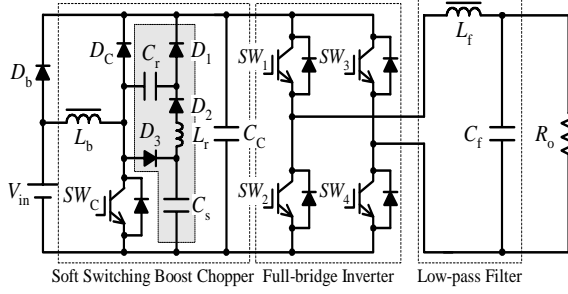 D_C C_r D_1 SW_1 SW_3 L_f
D_b D_2
L_b D_3 L_r C_C C_f R_o
V_in SW_C C_s SW_2 SW_4
Soft Switching Boost Chopper Full-bridge Inverter Low-pass Filter